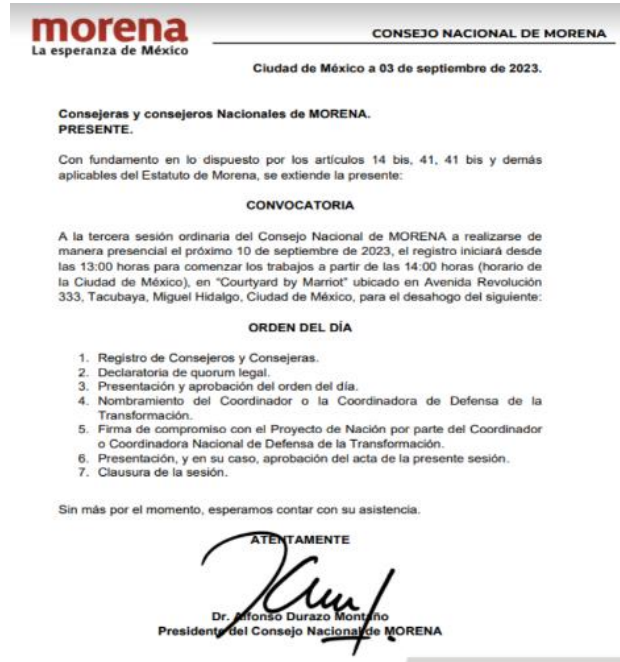 morena
La esperanza de México
CONSEJO NACIONAL DE MORENA
Ciudad de México a 03 de septiembre de 2023.
Consejeras y consejeros Nacionales de MORENA.
PRESENTE.
Con fundamento en lo dispuesto por los artículos 14 bis, 41, 41 bis y demás
aplicables del Estatuto de Morena, se extiende la presente:
CONVOCATORIA
A la tercera sesión ordinaria del Consejo Nacional de MORENA a realizarse de
manera presencial el próximo 10 de septiembre de 2023, el registro iniciará desde
las 13:00 horas para comenzar los trabajos a partir de las 14:00 horas (horario de
la Ciudad de México), en “Courtyard by Marriot” ubicado en Avenida Revolución
333, Tacubaya, Miguel Hidalgo, Ciudad de México, para el desahogo del siguiente:
ORDEN DEL DÍA
1. Registro de Consejeros y Consejeras.
2. Declaratoria de quorum legal.
3. Presentación y aprobación del orden del día.
4. Nombramiento del Coordinador o la Coordinadora de Defensa de la
Transformación.
5. Firma de compromiso con el Proyecto de Nación por parte del Coordinador
o Coordinadora Nacional de Defensa de la Transformación.
6. Presentación, y en su caso, aprobación del acta de la presente sesión.
7. Clausura de la sesión.
Sin más por el momento, esperamos contar con su asistencia.
ATENTAMENTE
Dr. Alfonso Durazo Montaño
Presidente del Consejo Nacional de MORENA